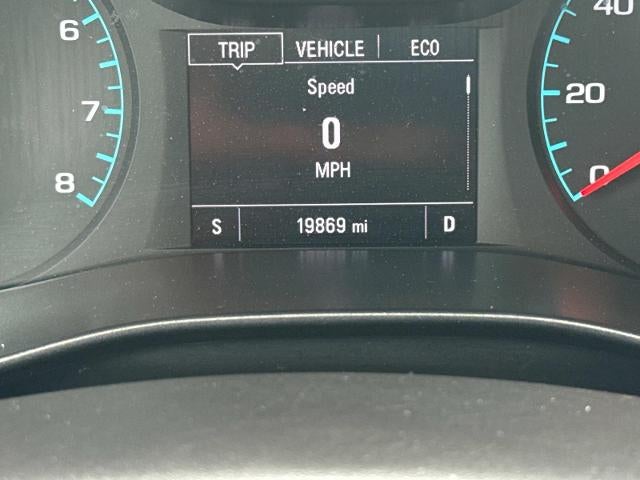 6
7
8
TRIP VEHICLE ECO
Speed
0
MPH
S 19869 mi D
40
20
0